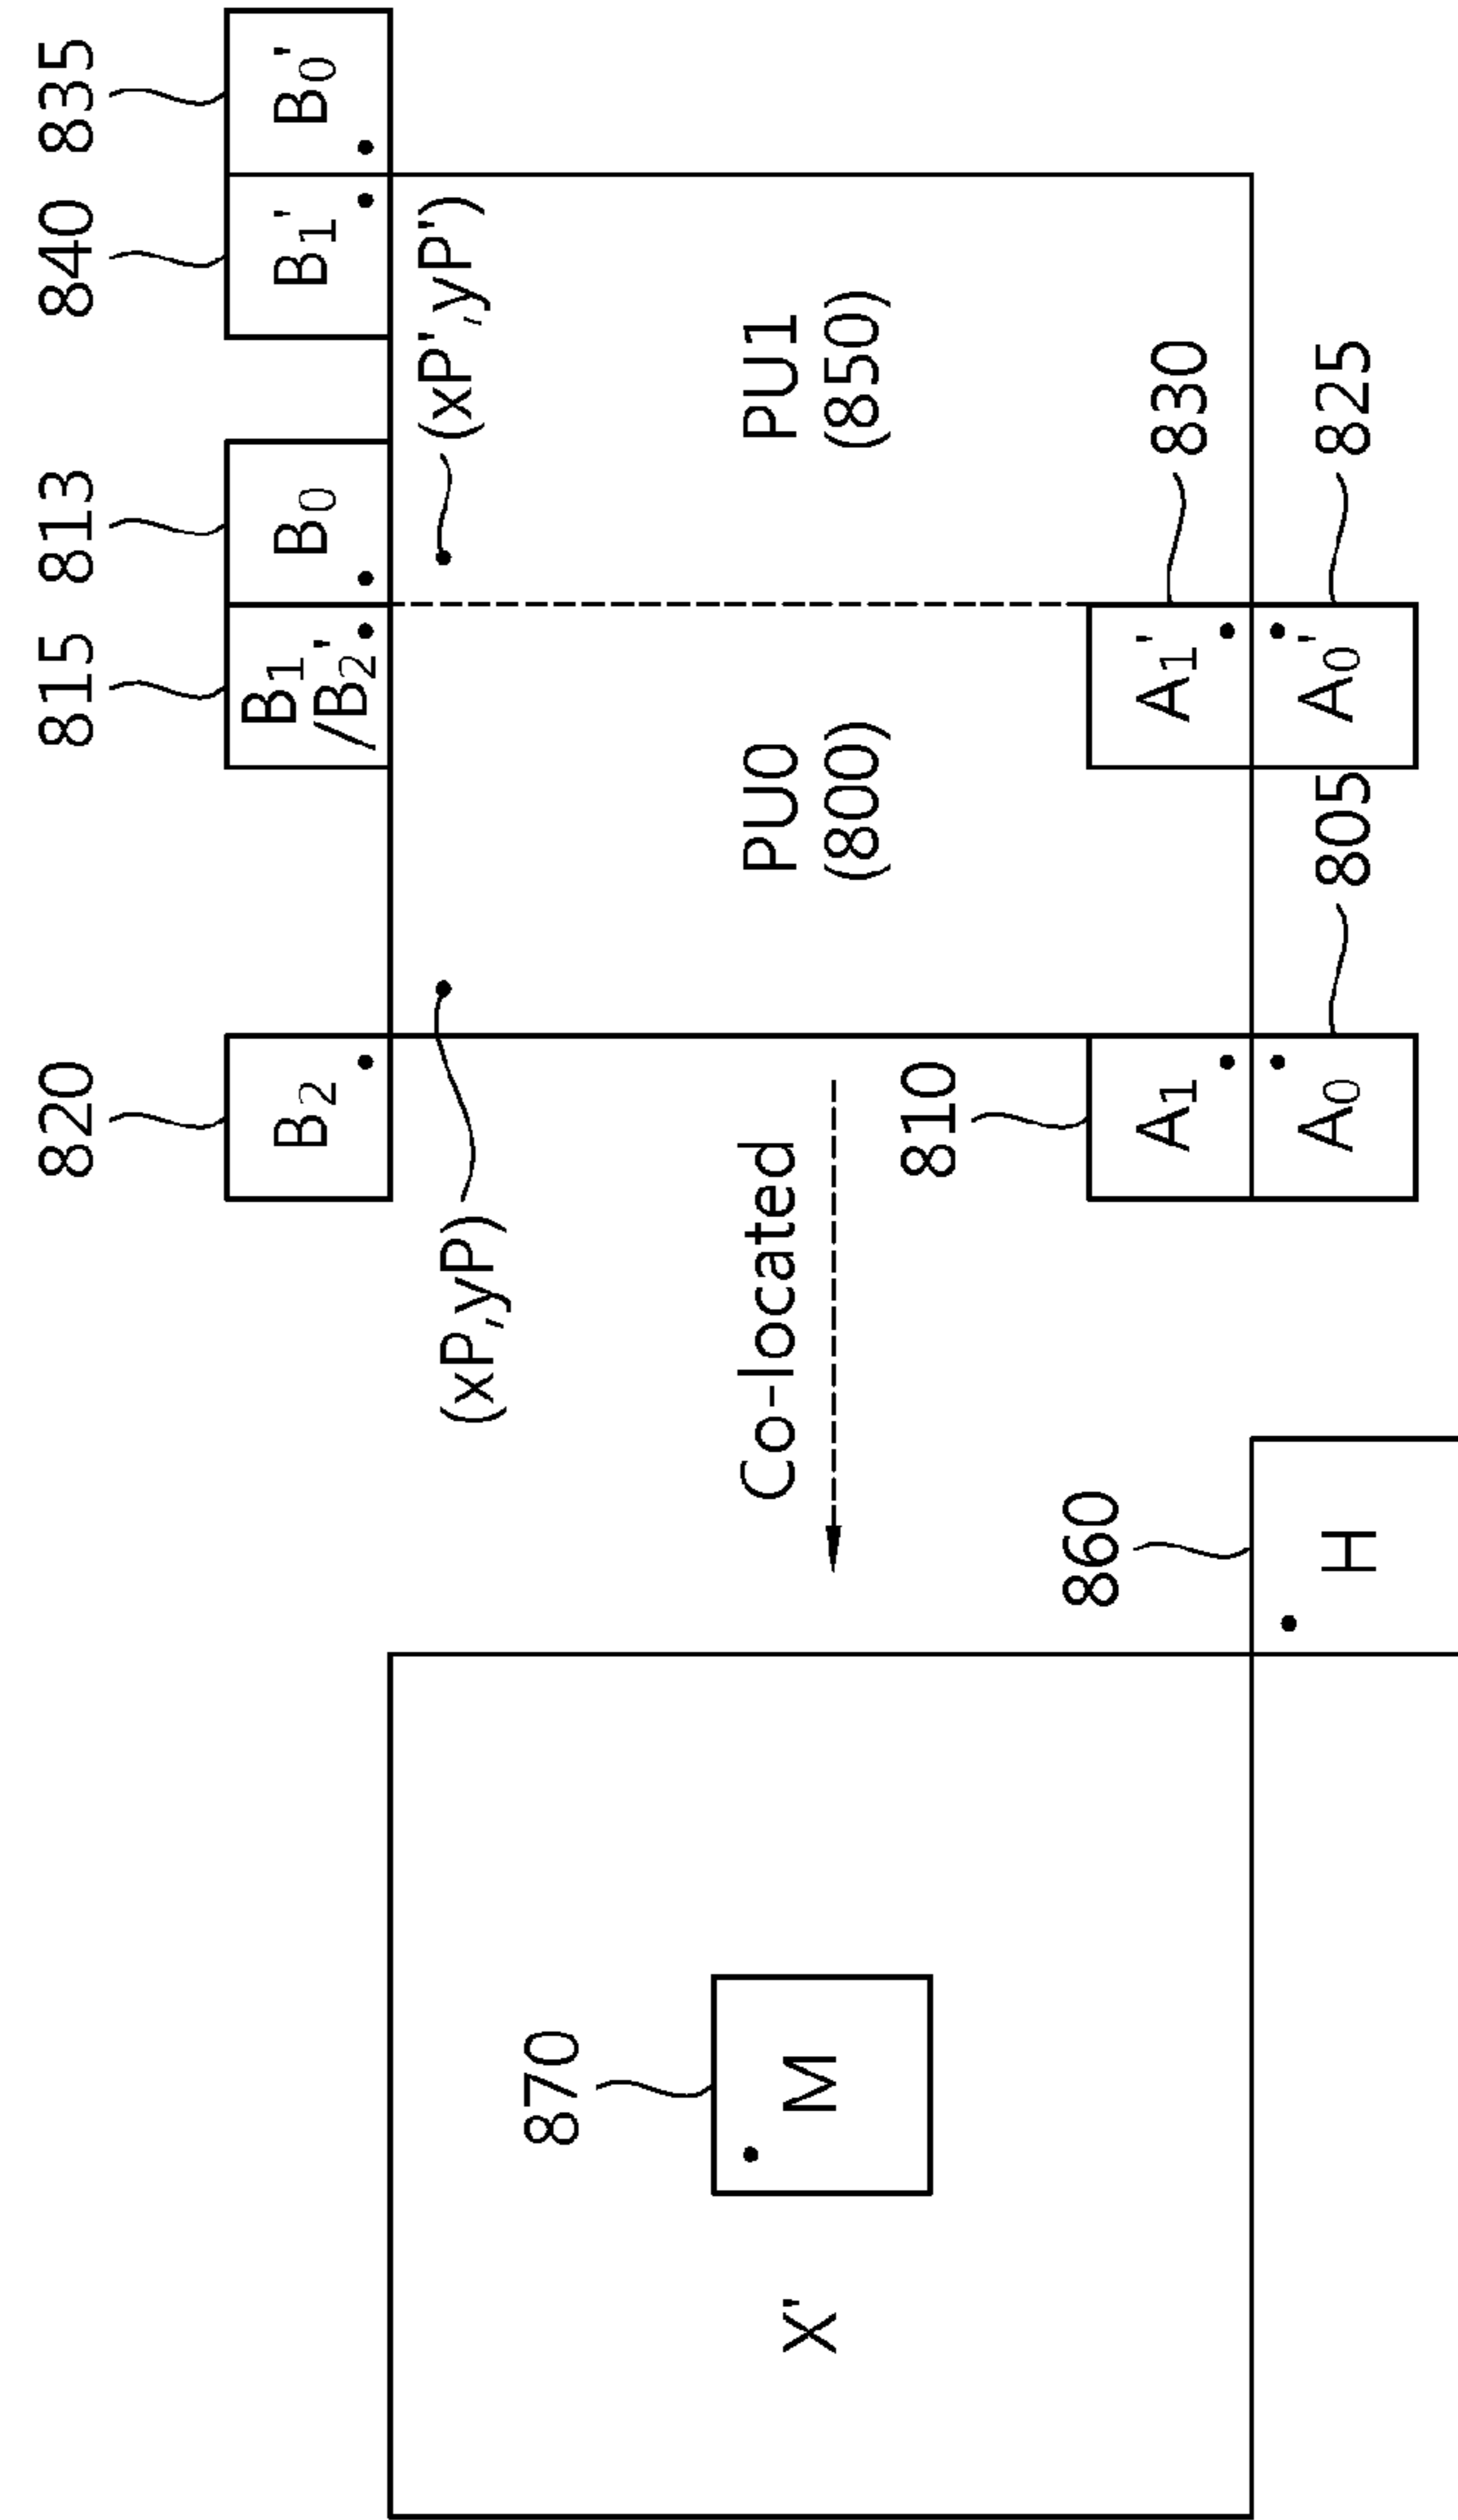 820
815
813
840
835
B₂
B₁
/B₂'
B₀
B₁'
B₀'
(xP,yP)
(xP',yP')
870
M
X'
Co-located
PU0
(800)
PU1
(850)
810
860
H
A₁
A₀
805
A₁'
A₀'
830
825